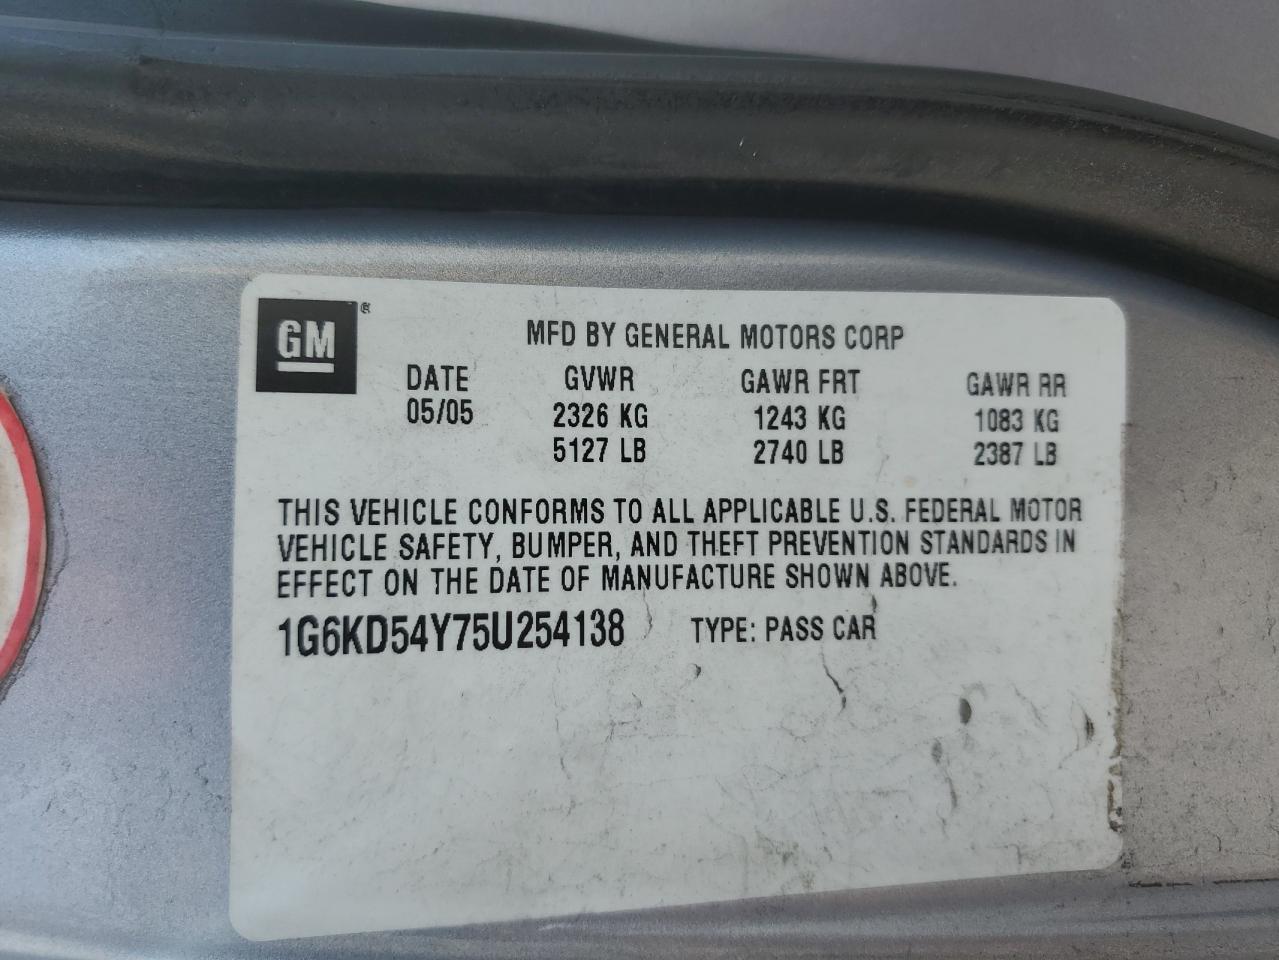 GM ®
MFD BY GENERAL MOTORS CORP
DATE GVWR GAWR FRT GAWR RR
05/05 2326 KG 1243 KG 1083 KG
5127 LB 2740 LB 2387 LB
THIS VEHICLE CONFORMS TO ALL APPLICABLE U.S. FEDERAL MOTOR
VEHICLE SAFETY, BUMPER, AND THEFT PREVENTION STANDARDS IN
EFFECT ON THE DATE OF MANUFACTURE SHOWN ABOVE.
1G6KD54Y75U254138 TYPE: PASS CAR